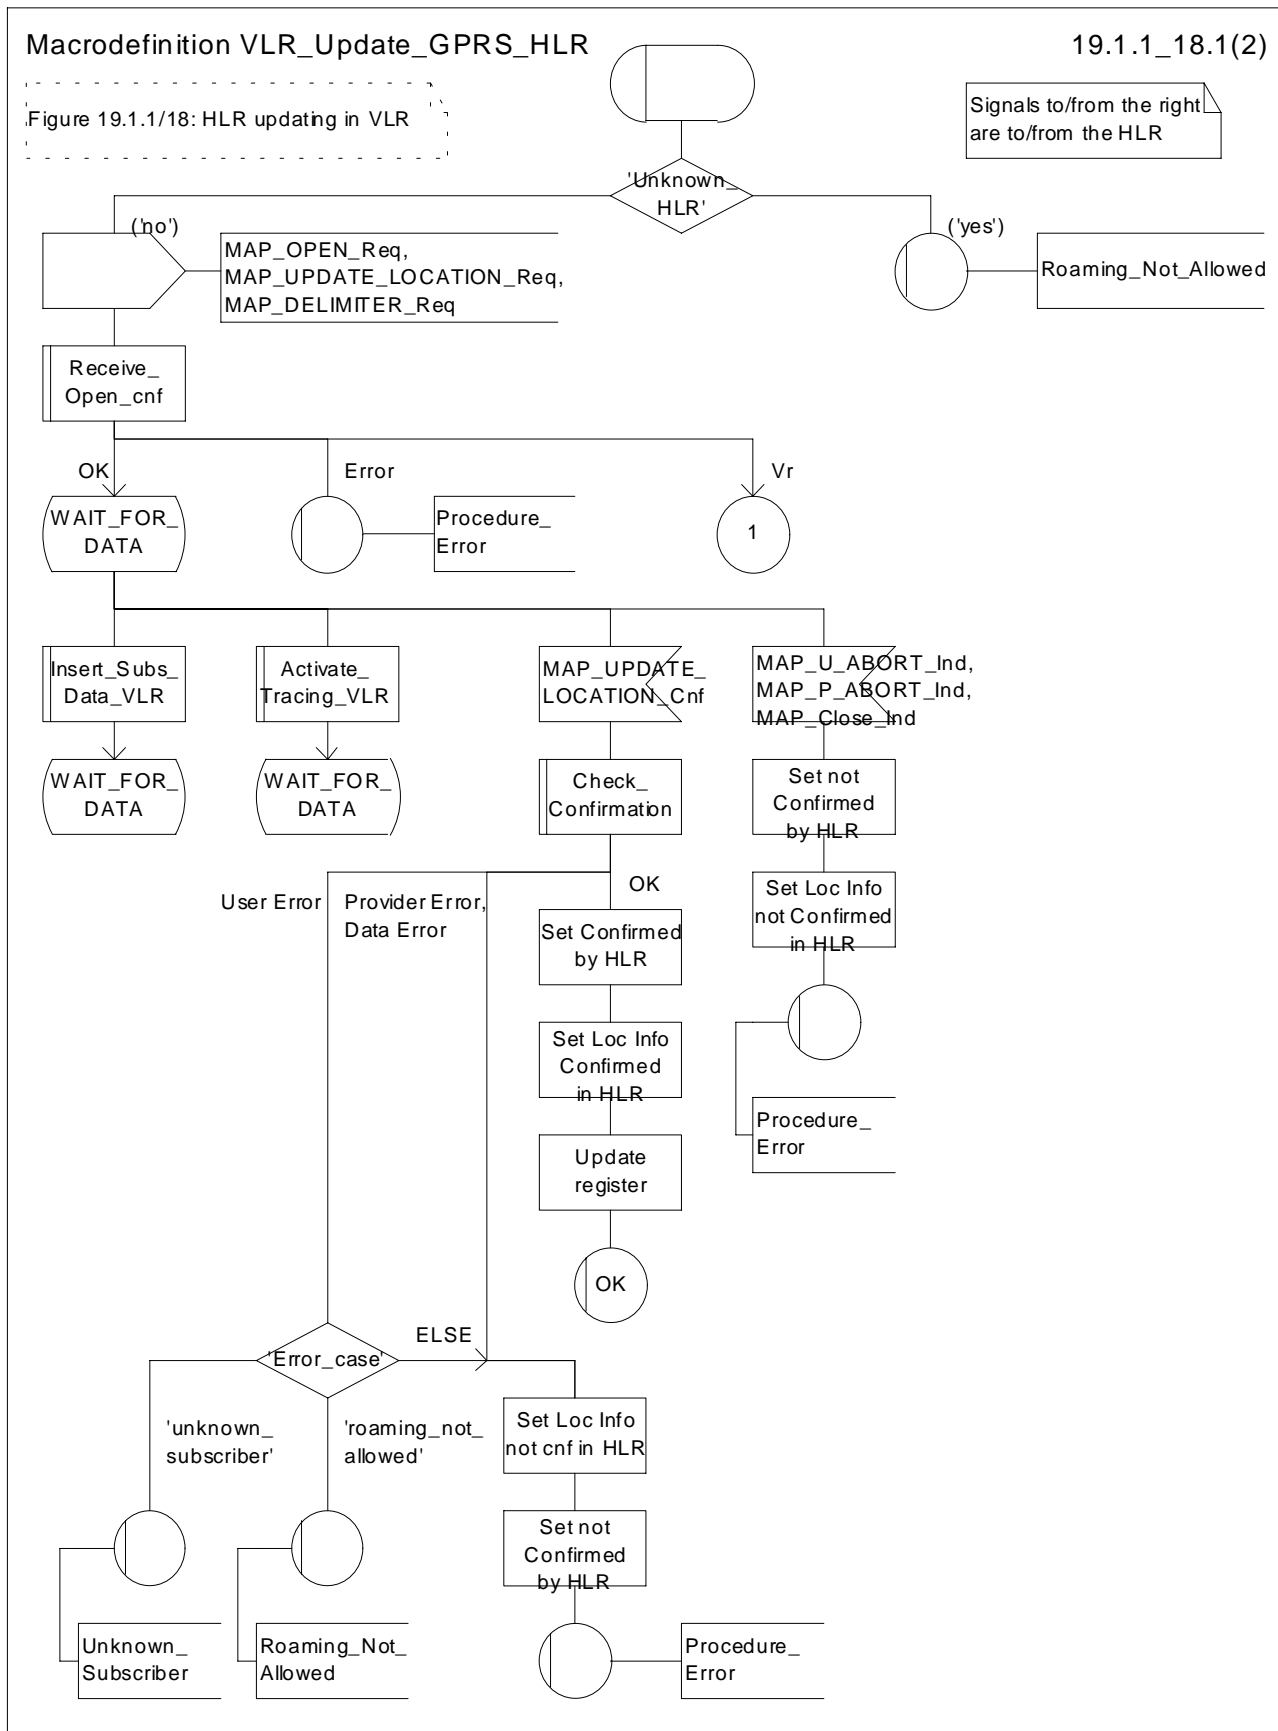 Macrodefinition VLR_Update_GPRS_HLR
19.1.1_18.1(2)
Figure 19.1.1/18: HLR updating in VLR
Signals to/from the right
are to/from the HLR
'Unknown_
HLR'
('no')
('yes')
MAP_OPEN_Req,
MAP_UPDATE_LOCATION_Req,
MAP_DELIMITER_Req
Roaming_Not_Allowed
Receive_
Open_cnf
OK
Error
Vr
WAIT_FOR_
DATA
Procedure_
Error
1
Insert_Subs_
Data_VLR
Activate_
Tracing_VLR
MAP_UPDATE_
LOCATION_Cnf
MAP_U_ABORT_Ind,
MAP_P_ABORT_Ind,
MAP_Close_Ind
WAIT_FOR_
DATA
WAIT_FOR_
DATA
Check_
Confirmation
Set not
Confirmed
by HLR
User Error
Provider Error,
Data Error
OK
Set Loc Info
not Confirmed
in HLR
Set Confirmed
by HLR
Set Loc Info
Confirmed
in HLR
Procedure_
Error
Update
register
OK
ELSE
'Error_case'
'unknown_
subscriber'
'roaming_not_
allowed'
Set Loc Info
not cnf in HLR
Set not
Confirmed
by HLR
Unknown_
Subscriber
Roaming_Not_
Allowed
Procedure_
Error